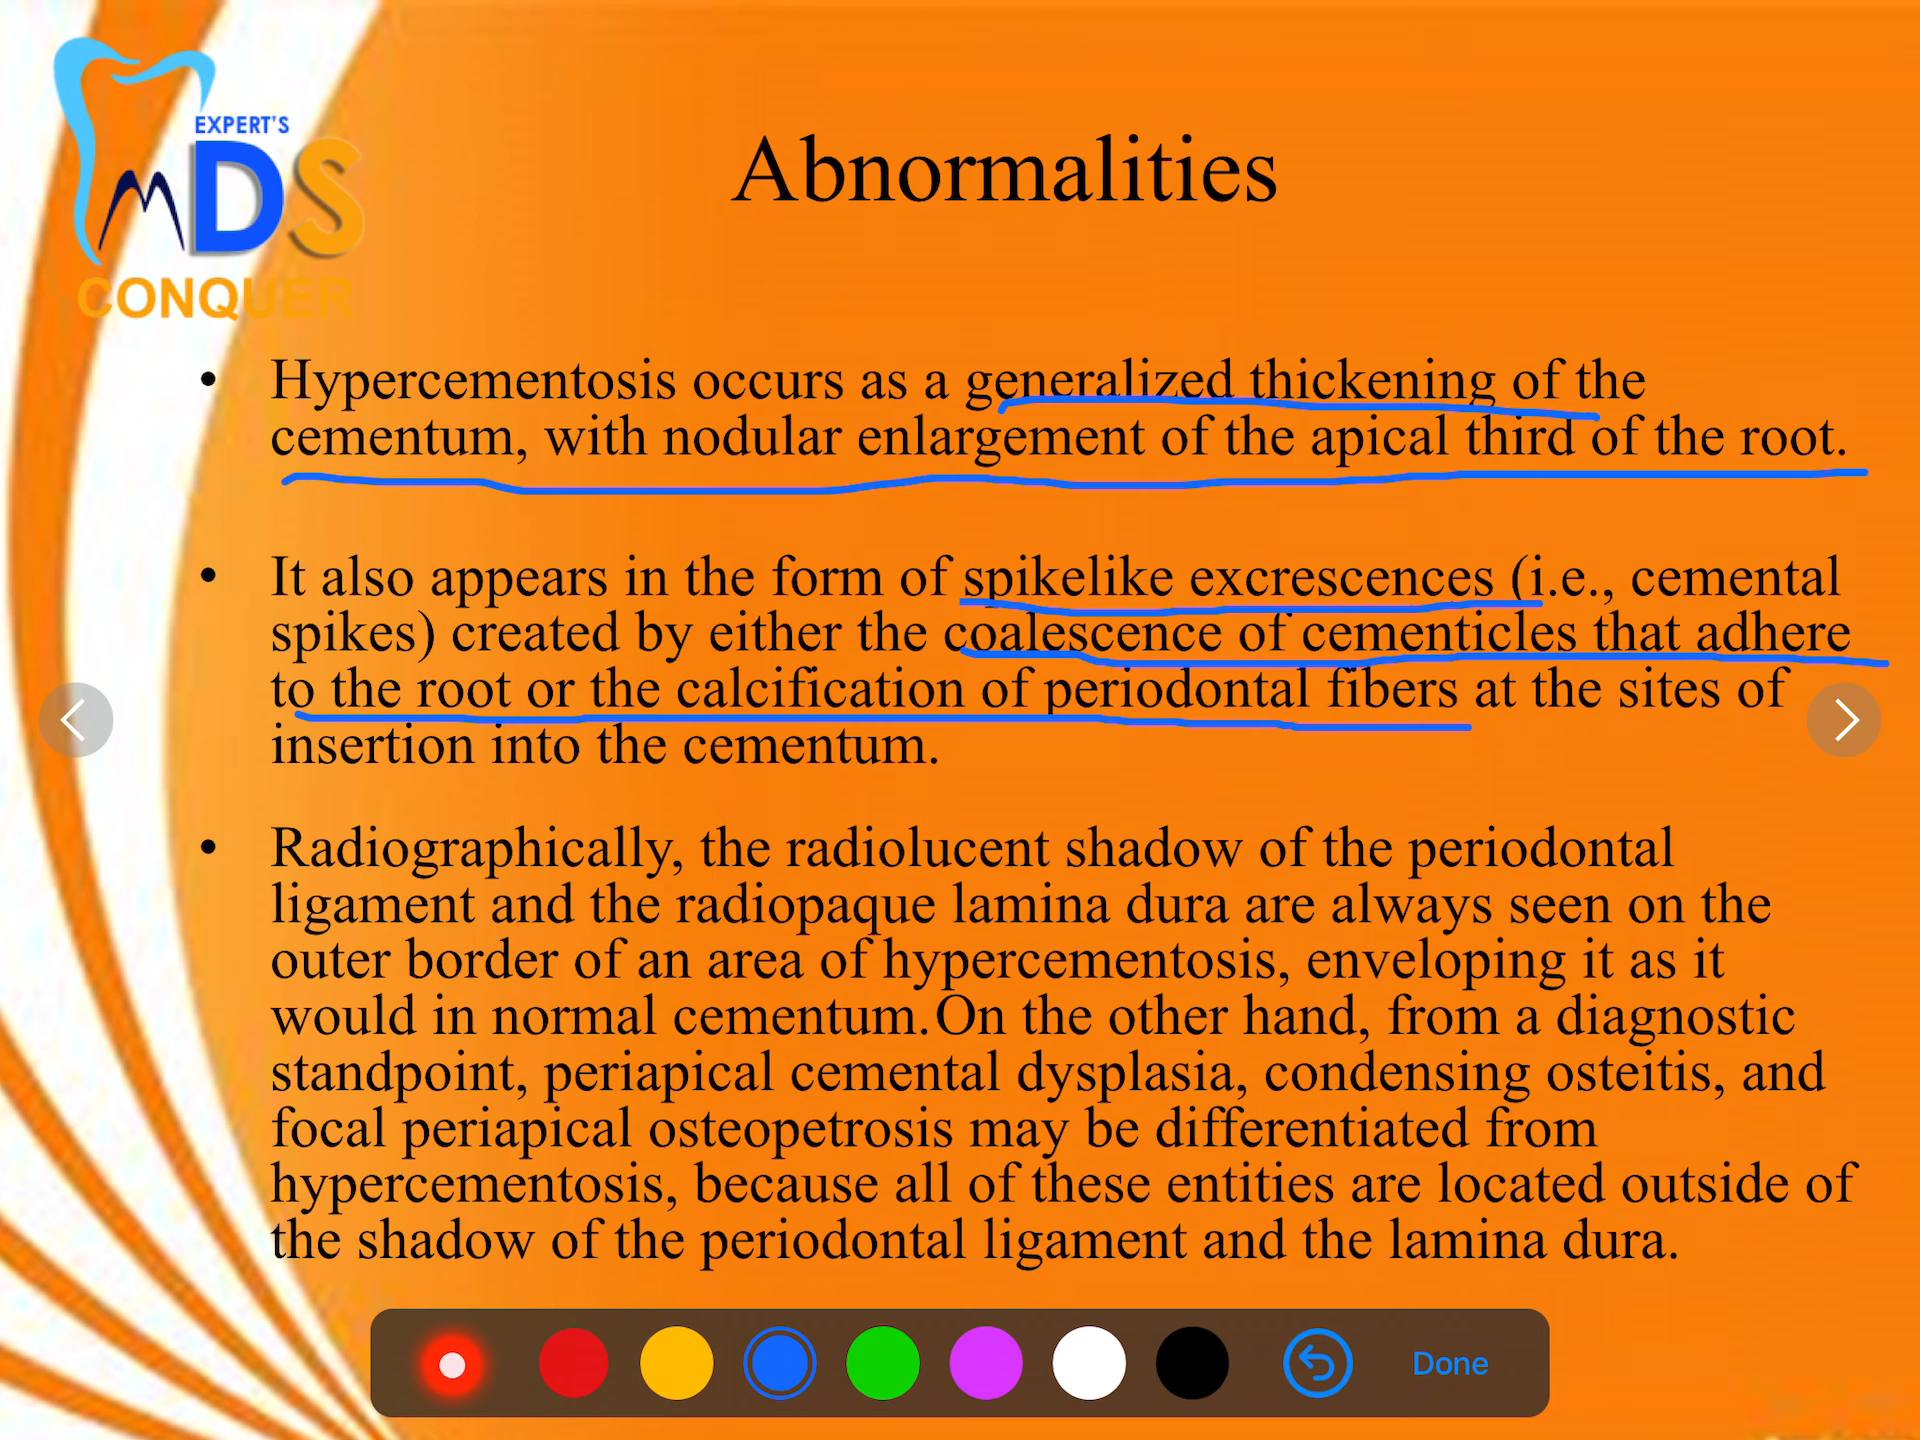 EXPERT'S
MDS
CONQUER
Abnormalities
• Hypercementosis occurs as a generalized thickening of the
cementum, with nodular enlargement of the apical third of the root.
• It also appears in the form of spikelike excrescences (i.e., cemental
spikes) created by either the coalescence of cementicles that adhere
to the root or the calcification of periodontal fibers at the sites of
insertion into the cementum.
• Radiographically, the radiolucent shadow of the periodontal
ligament and the radiopaque lamina dura are always seen on the
outer border of an area of hypercementosis, enveloping it as it
would in normal cementum.On the other hand, from a diagnostic
standpoint, periapical cemental dysplasia, condensing osteitis, and
focal periapical osteopetrosis may be differentiated from
hypercementosis, because all of these entities are located outside of
the shadow of the periodontal ligament and the lamina dura.
Done